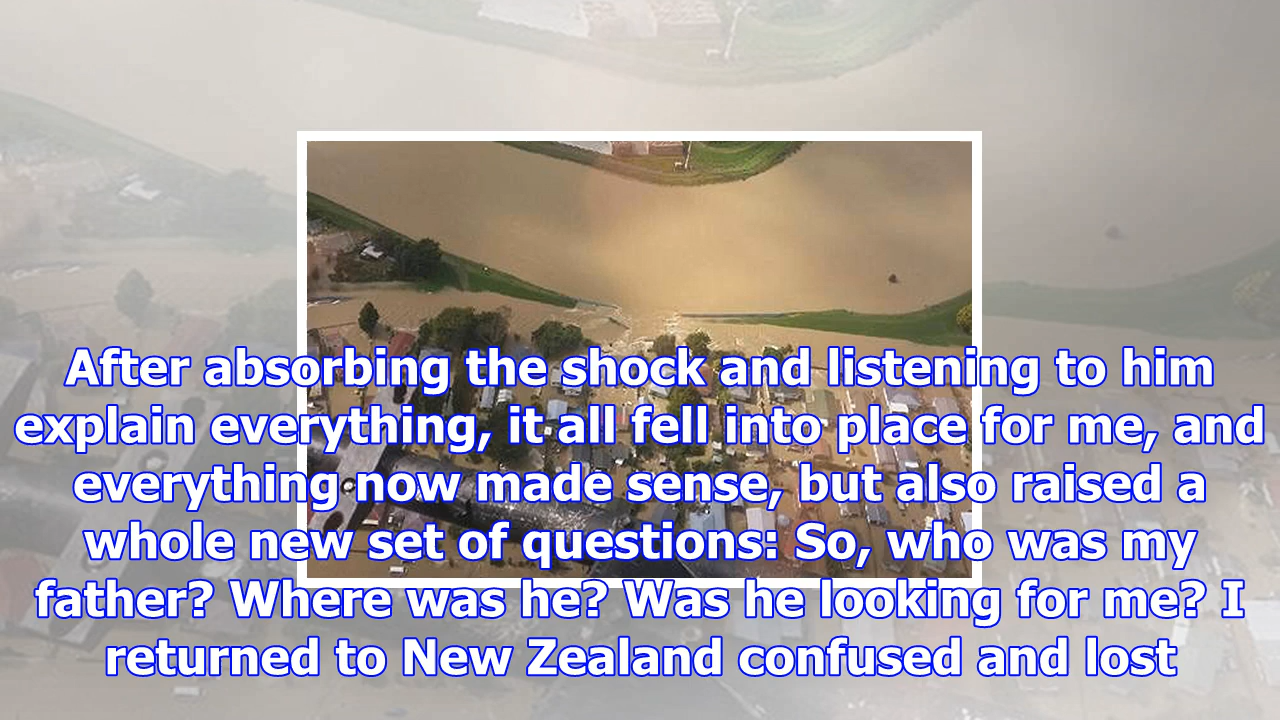 After absorbing the shock and listening to him
explain everything, it all fell into place for me, and
everything now made sense, but also raised a
whole new set of questions: So, who was my
father? Where was he? Was he looking for me? I
returned to New Zealand confused and lost